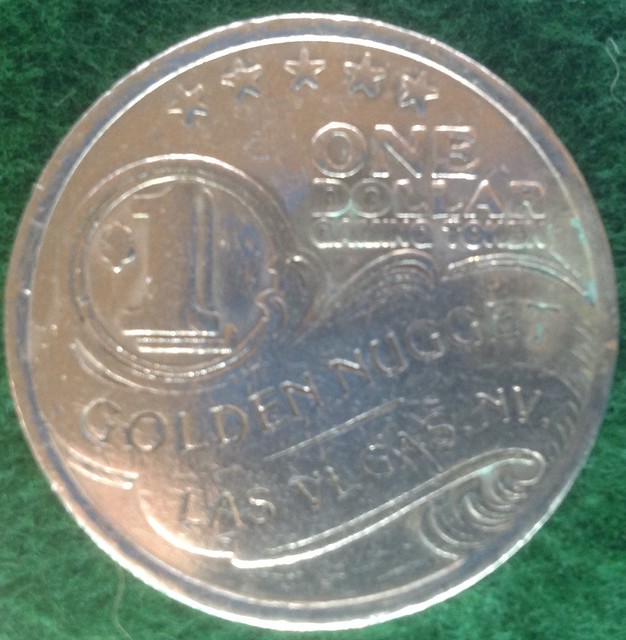 ONE
DOLLAR
GAMING TOKEN
1
GOLDEN NUGGET
LAS VEGAS, NV.